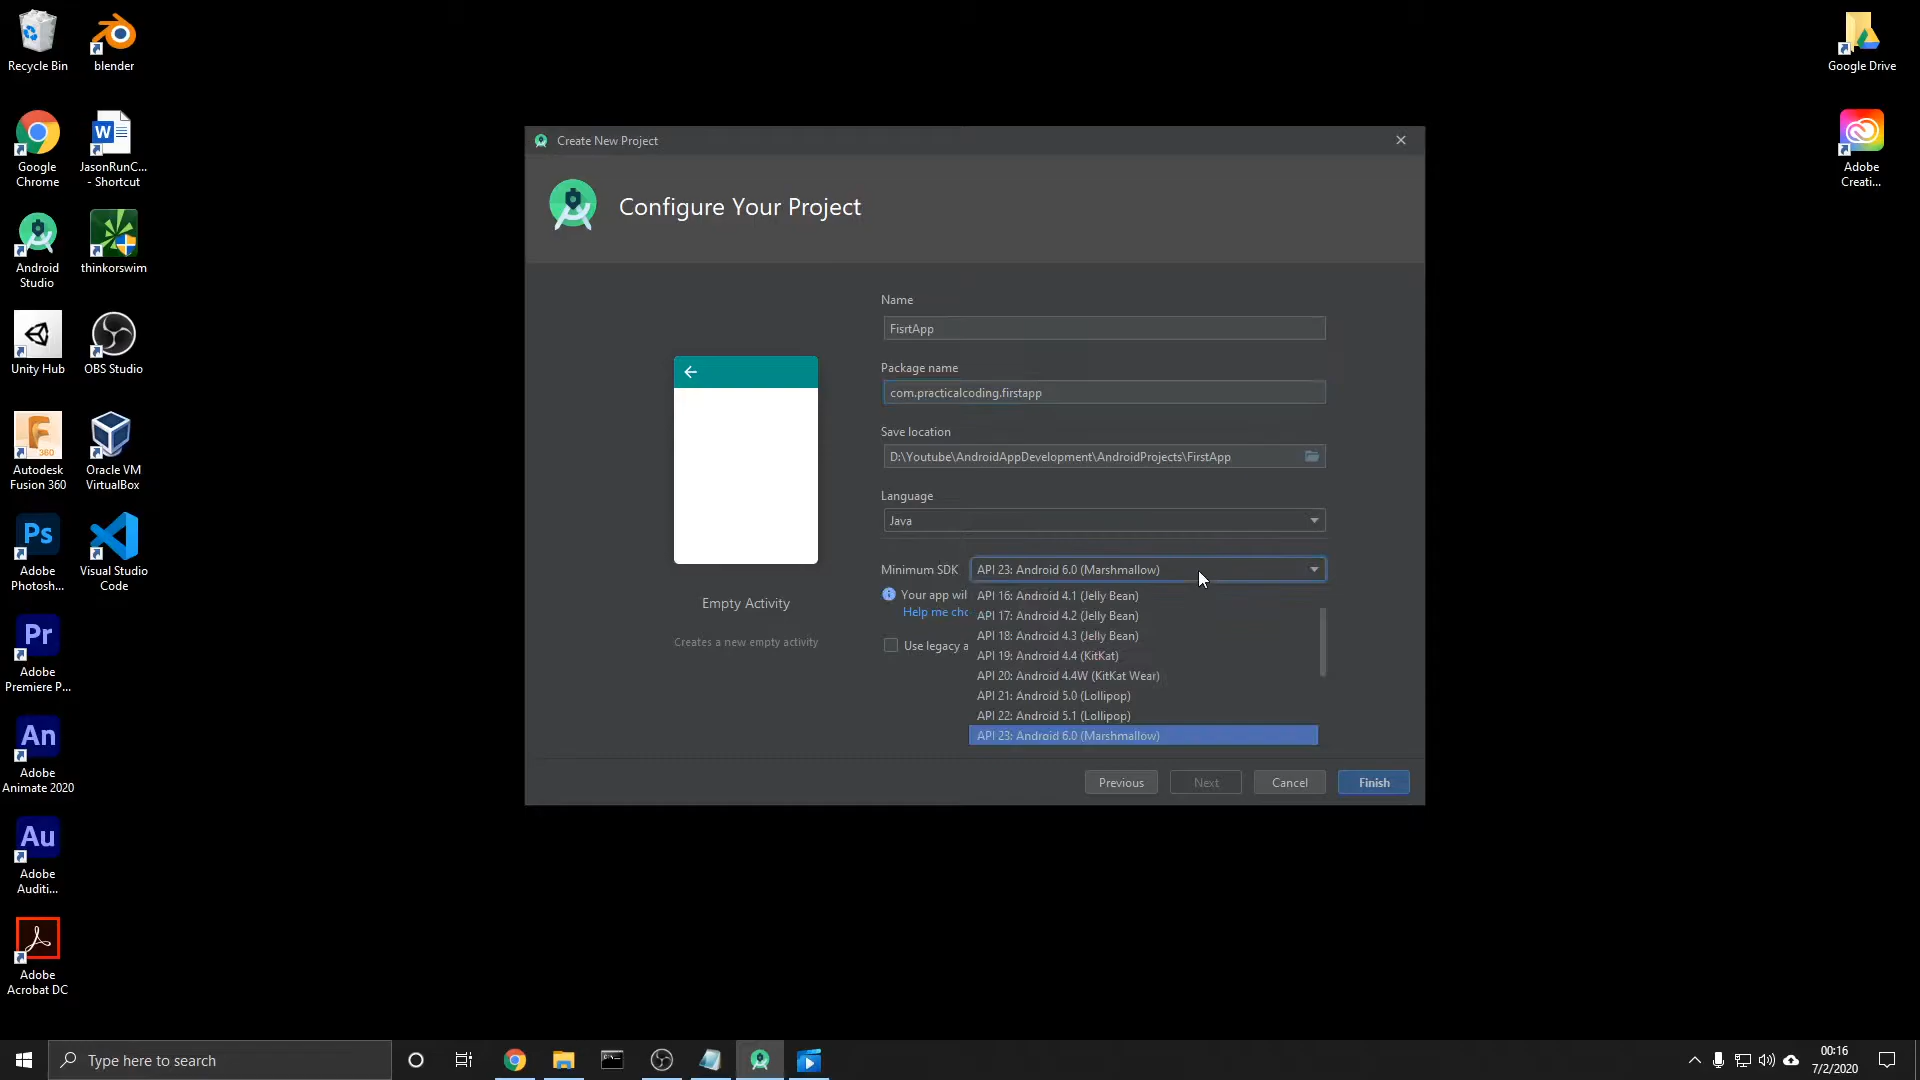 Recycle Bin
blender
Google Drive
Google
Chrome
W
JasonRunC...
- Shortcut
Adobe
Creati...
Android
Studio
thinkorswim
Unity Hub
OBS Studio
F
360
Autodesk
Fusion 360
Oracle VM
VirtualBox
Ps
Adobe
Photosh...
Visual Studio
Code
Pr
Adobe
Premiere P...
An
Adobe
Animate 2020
Au
Adobe
Auditi...
Adobe
Acrobat DC
Create New Project
Configure Your Project
Name
FisrtApp
Package name
com.practicalcoding.firstapp
Save location
D:\Youtube\AndroidAppDevelopment\AndroidProjects\FirstApp
Language
Java
Minimum SDK
API 23: Android 6.0 (Marshmallow)
Your app wil
Help me cho
Use legacy a
API 16: Android 4.1 (Jelly Bean)
API 17: Android 4.2 (Jelly Bean)
API 18: Android 4.3 (Jelly Bean)
API 19: Android 4.4 (KitKat)
API 20: Android 4.4W (KitKat Wear)
API 21: Android 5.0 (Lollipop)
API 22: Android 5.1 (Lollipop)
API 23: Android 6.0 (Marshmallow)
Empty Activity
Creates a new empty activity
Previous
Next
Cancel
Finish
Type here to search
00:16
7/2/2020